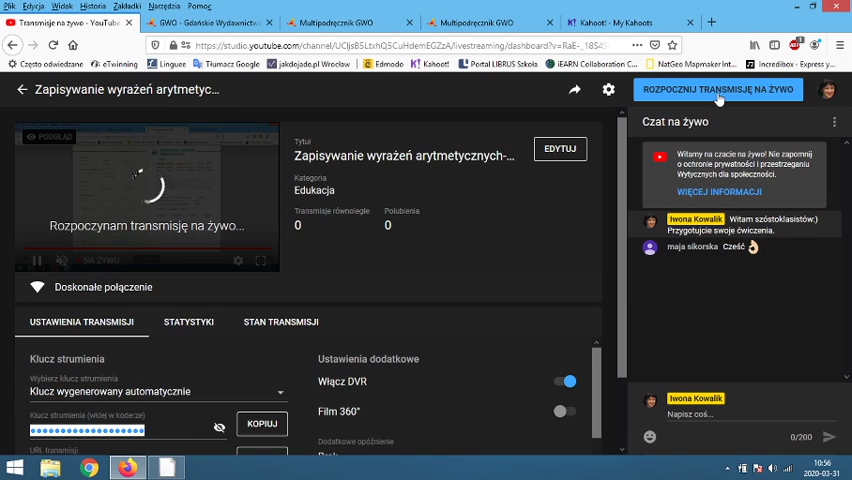 Plik Edycja Widok Historia Zakładki Narzędzia Pomoc
Transmisje na żywo - YouTube
GWO - Gdańskie Wydawnictwo
Multipodręcznik GWO
Multipodręcznik GWO
Kahoot! - My Kahoots
https://studio.youtube.com/channel/
/livestreaming/dashboard?v=RaE-_
Często odwiedzane eTwinning Linguee GWO jakdojade.pl Wrocław Edmodo Kahoot! Portal LIBRUS Szkoła iEARN Collaboration C... NatGeo Mapmaker Int... Incredibox - Express y...
Zapisywanie wyrażeń arytmetyc...
ROZPOCZNIJ TRANSMISJĘ NA ŻYWO
PODGLĄD
Rozpoczynam transmisję na żywo...
NA ŻYWO
Tytuł
Zapisywanie wyrażeń arytmetycznych-...
EDYTUJ
Kategoria
Edukacja
Transmisje równoległe
0
Polubienia
0
Doskonałe połączenie
USTAWIENIA TRANSMISJI
STATYSTYKI
STAN TRANSMISJI
Klucz strumienia
Wybierz klucz strumienia
Klucz wygenerowany automatycznie
Klucz strumienia (wklej w koderze)
KOPIUJ
URL transmisji
Ustawienia dodatkowe
Włącz DVR
Film 360°
Dodatkowe opóźnienie
Brak
Czat na żywo
Witamy na czacie na żywo! Nie zapomnij
o ochronie prywatności i przestrzeganiu
Wytycznych dla społeczności.
WIĘCEJ INFORMACJI
Iwona Kowalik Witam szóstoklasistów:)
Przygotujcie swoje ćwiczenia.
maja sikorska Cześć 👌
Iwona Kowalik
Napisz coś...
0/200
10:56
2020-03-31